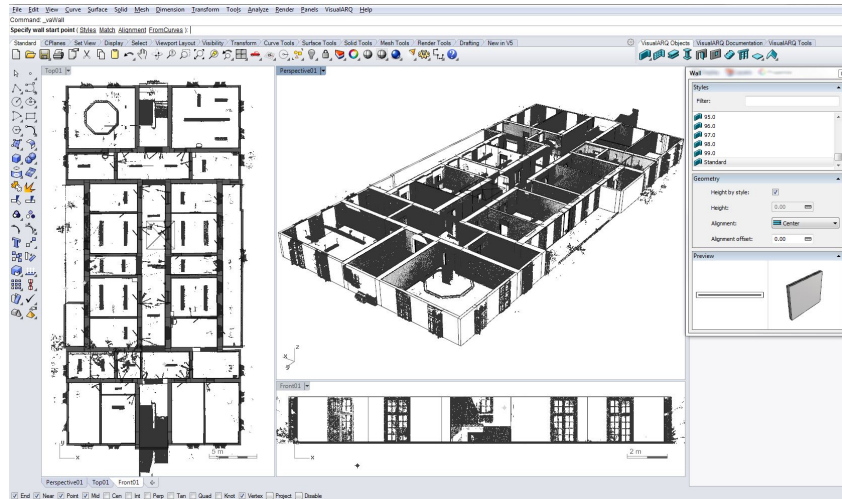 File Edit View Curve Surface Solid Mesh Dimension Transform Tools Analyze Render Panels VisualARQ Help
Command: _vaWall
Specify wall start point ( Styles Match Alignment FromCurves ):
Standard CPlanes Set View Display Select Viewport Layout Visibility Transform Curve Tools Surface Tools Solid Tools Mesh Tools Render Tools Drafting New in V5
VisualARQ Objects VisualARQ Documentation VisualARQ Tools
Top01
Perspective01
Wall
Styles
Filter:
95.0
96.0
97.0
98.0
99.0
Standard
Geometry
Height by style:
Height: 0.00
Alignment: Center
Alignment offset: 0.00
Preview
z
x
y
Front01
x
5 m
x
2 m
Perspective01 Top01 Front01
End Near Point Mid Cen Int Perp Tan Quad Knot Vertex Project Disable